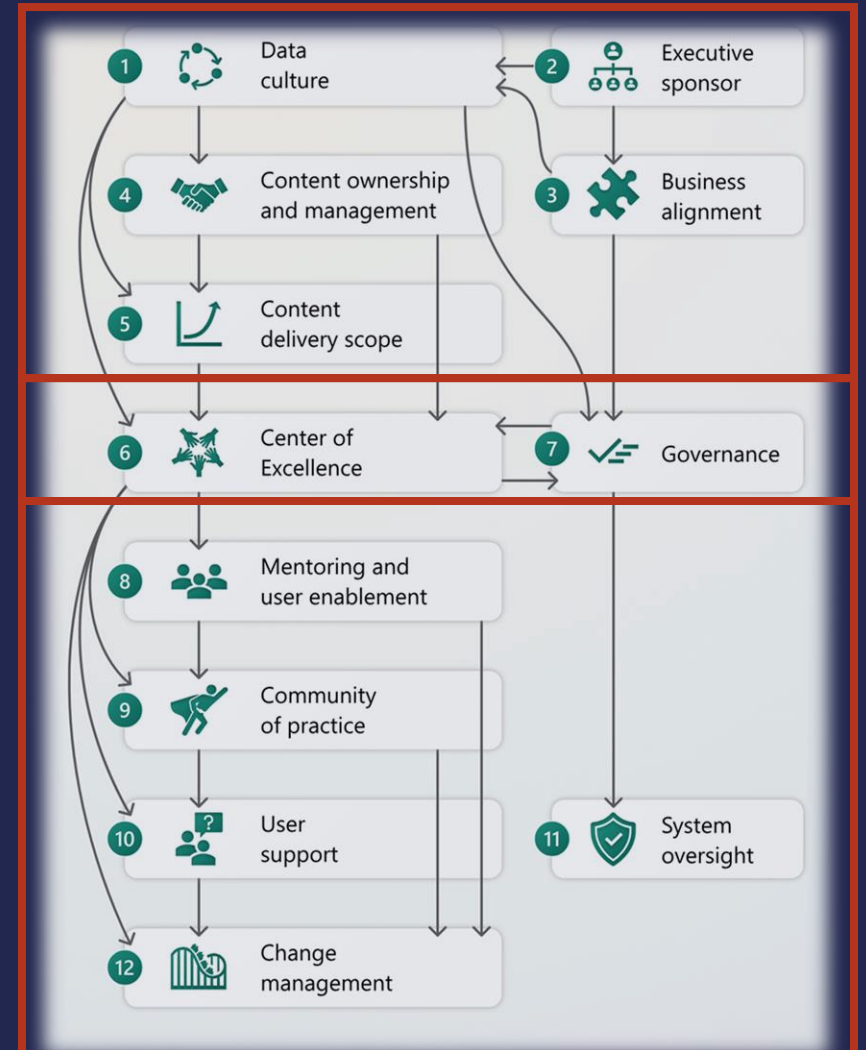 1
Data
culture
2
Executive
sponsor
4
Content ownership
and management
3
Business
alignment
5
Content
delivery scope
6
Center of
Excellence
7
Governance
8
Mentoring and
user enablement
9
Community
of practice
10
?
User
support
11
System
oversight
12
Change
management